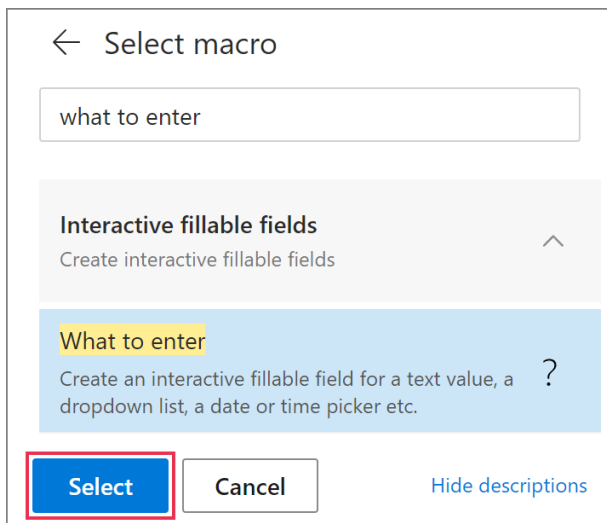 Select macro
what to enter
Interactive fillable fields
Create interactive fillable fields
What to enter
Create an interactive fillable field for a text value, a
dropdown list, a date or time picker etc.
?
Select Cancel Hide descriptions